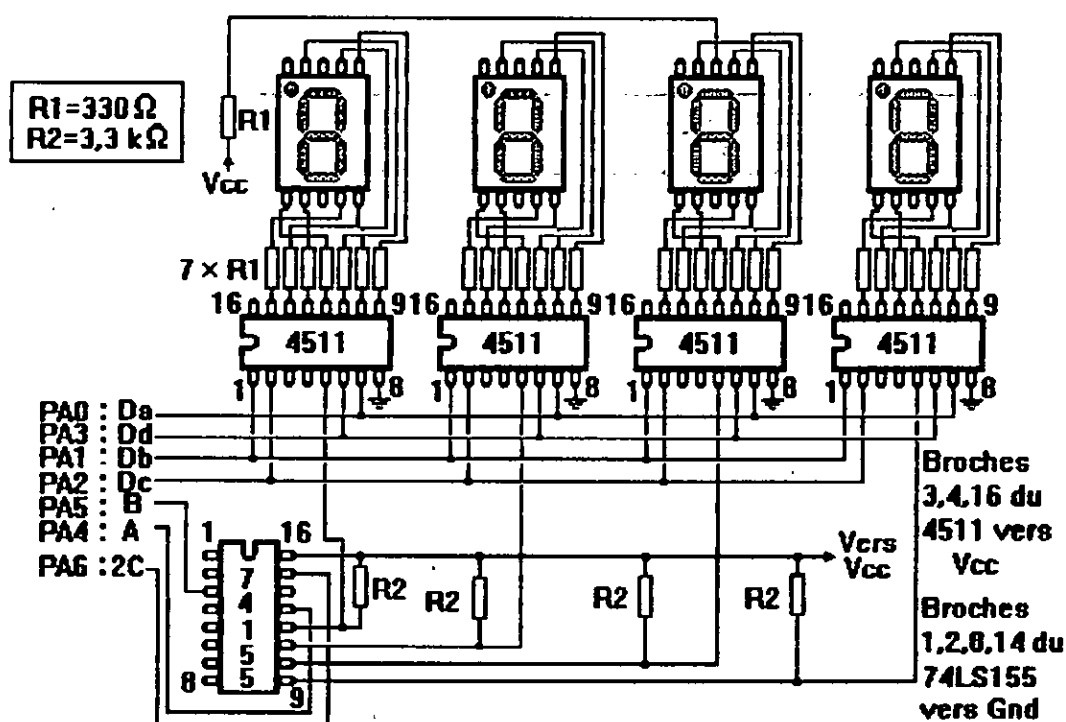 R1=330 Ω
R2=3,3 kΩ
R1
Vcc
7 × R1
16
9
16
9
16
9
16
9
4511
4511
4511
4511
1
8
1
8
1
8
1
8
PA0 : Da
PA3 : Dd
PA1 : Db
PA2 : Dc
PA5 : B
PA4 : A
PA6 : 2C
1
16
7
4
1
5
5
8
9
R2
R2
R2
R2
Vers
Vcc
Broches
3,4,16 du
4511 vers
Vcc
Broches
1,2,8,14 du
74LS155
vers Gnd